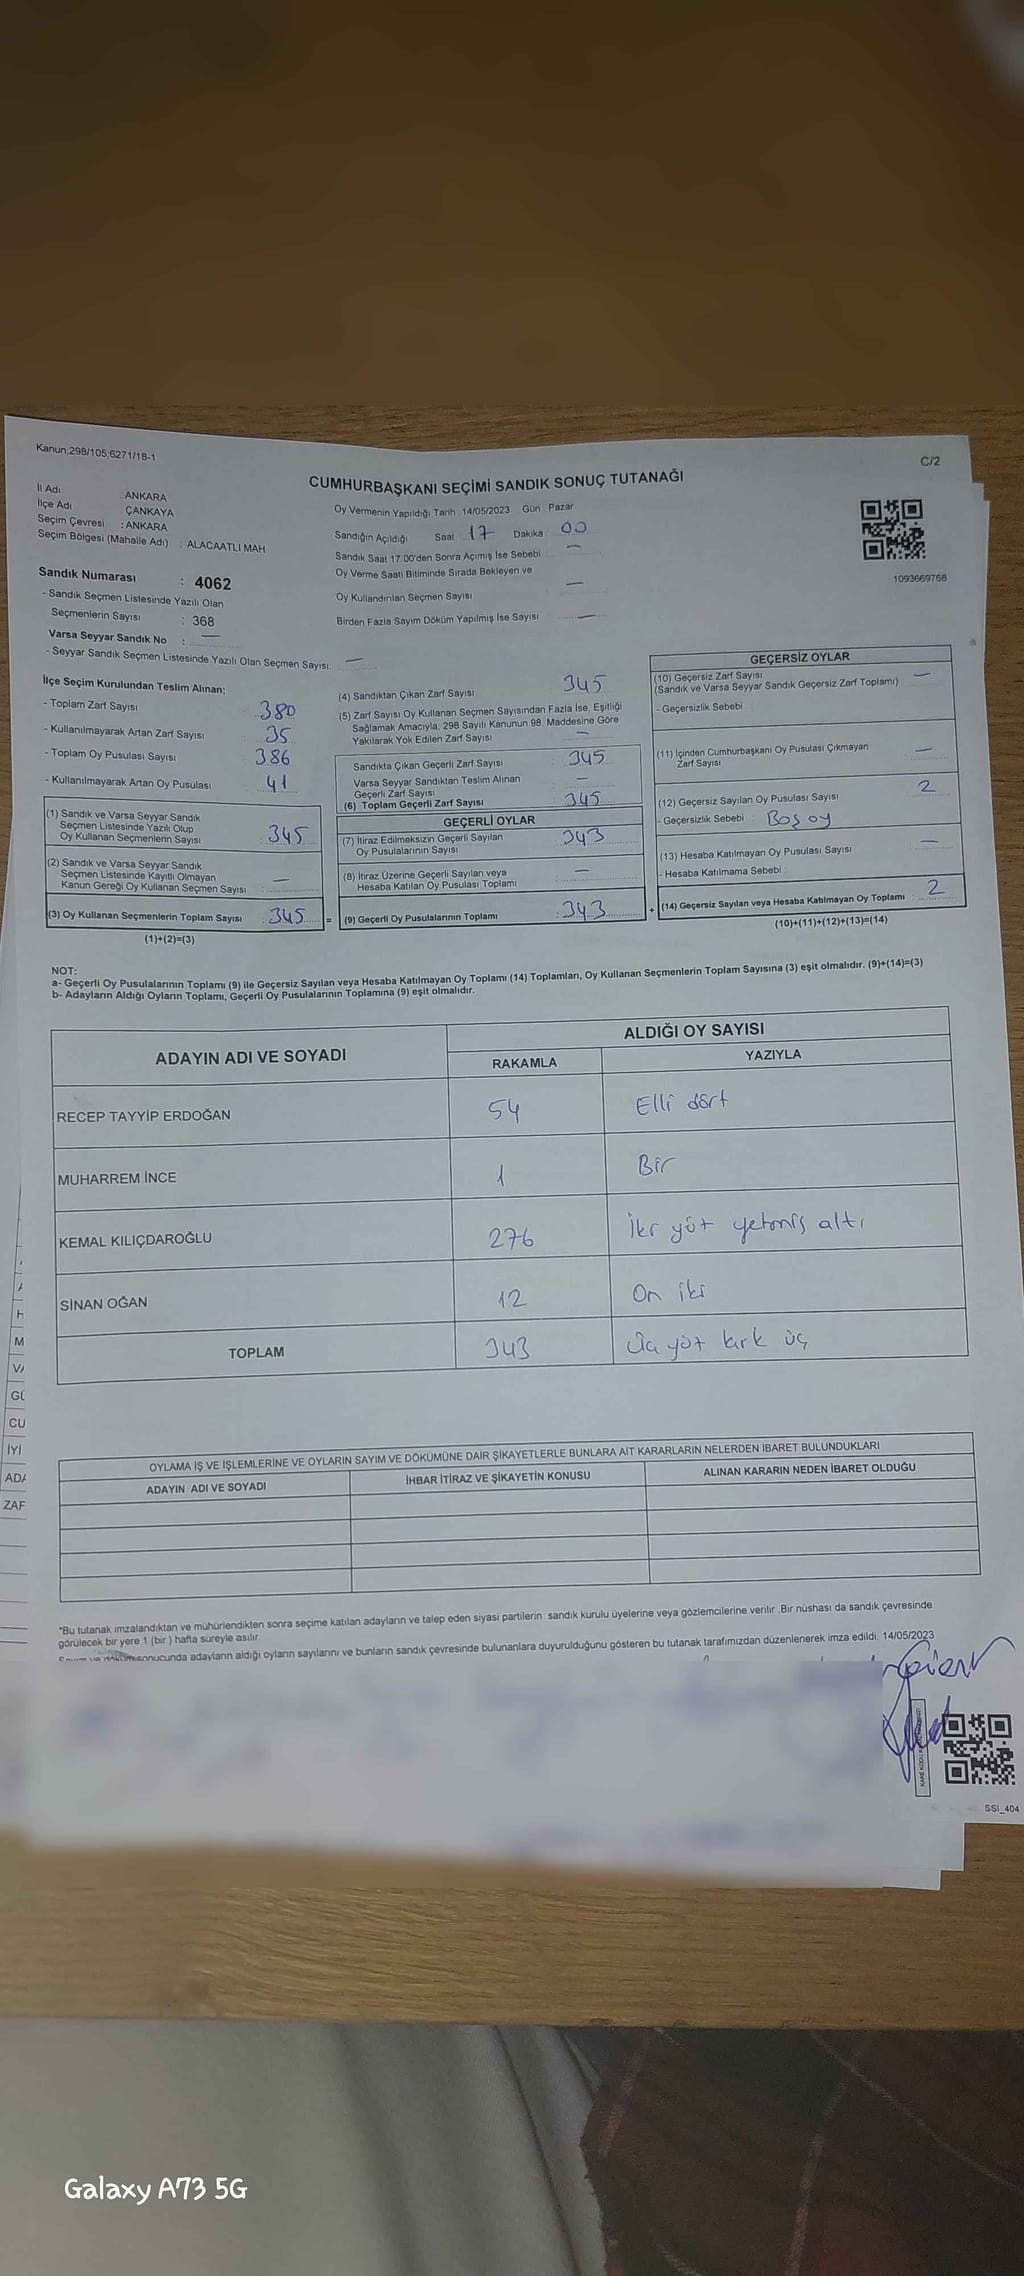 Kanun;298/105;6271/18-1
C/2
CUMHURBAŞKANI SEÇİMİ SANDIK SONUÇ TUTANAĞI
İl Adı : ANKARA
İlçe Adı : ÇANKAYA
Seçim Çevresi : ANKARA
Seçim Bölgesi (Mahalle Adı) : ALACAATLI MAH
Sandık Numarası : 4062
- Sandık Seçmen Listesinde Yazılı Olan
Seçmenlerin Sayısı : 368
Varsa Seyyar Sandık No : —
- Seyyar Sandık Seçmen Listesinde Yazılı Olan Seçmen Sayısı: —
Oy Vermenin Yapıldığı Tarih : 14/05/2023 Gün : Pazar
Sandığın Açıldığı Saat : 17 Dakika : 00
Sandık Saat 17:00'den Sonra Açımış İse Sebebi : —
Oy Verme Saati Bitiminde Sırada Bekleyen ve
Oy Kullandırılan Seçmen Sayısı : —
Birden Fazla Sayım Döküm Yapılmış İse Sayısı : —
1093669768
İlçe Seçim Kurulundan Teslim Alınan;
- Toplam Zarf Sayısı : 380
- Kullanılmayarak Artan Zarf Sayısı : 35
- Toplam Oy Pusulası Sayısı : 386
- Kullanılmayarak Artan Oy Pusulası : 41
(1) Sandık ve Varsa Seyyar Sandık
Seçmen Listesinde Yazılı Olup
Oy Kullanan Seçmenlerin Sayısı : 345
(2) Sandık ve Varsa Seyyar Sandık
Seçmen Listesinde Kayıtlı Olmayan
Kanun Gereği Oy Kullanan Seçmen Sayısı : —
(3) Oy Kullanan Seçmenlerin Toplam Sayısı : 345
(1)+(2)=(3)
(4) Sandıktan Çıkan Zarf Sayısı : 345
(5) Zarf Sayısı Oy Kullanan Seçmen Sayısından Fazla İse, Eşitliği
Sağlamak Amacıyla; 298 Sayılı Kanunun 98. Maddesine Göre
Yakılarak Yok Edilen Zarf Sayısı : —
Sandıkta Çıkan Geçerli Zarf Sayısı : 345
Varsa Seyyar Sandıktan Teslim Alınan
Geçerli Zarf Sayısı : —
(6) Toplam Geçerli Zarf Sayısı : 345
GEÇERLİ OYLAR
(7) İtiraz Edilmeksizin Geçerli Sayılan
Oy Pusulalarının Sayısı : 343
(8) İtiraz Üzerine Geçerli Sayılan veya
Hesaba Katılan Oy Pusulası Toplamı : —
= (9) Geçerli Oy Pusulalarının Toplamı : 343
GEÇERSİZ OYLAR
(10) Geçersiz Zarf Sayısı : —
(Sandık ve Varsa Seyyar Sandık Geçersiz Zarf Toplamı)
- Geçersizlik Sebebi
(11) İçinden Cumhurbaşkanı Oy Pusulası Çıkmayan
Zarf Sayısı : —
(12) Geçersiz Sayılan Oy Pusulası Sayısı : 2
- Geçersizlik Sebebi : Boş oy
(13) Hesaba Katılmayan Oy Pusulası Sayısı : —
- Hesaba Katılmama Sebebi :
+ (14) Geçersiz Sayılan veya Hesaba Katılmayan Oy Toplamı : 2
(10)+(11)+(12)+(13)=(14)
NOT:
a- Geçerli Oy Pusulalarının Toplamı (9) ile Geçersiz Sayılan veya Hesaba Katılmayan Oy Toplamı (14) Toplamları, Oy Kullanan Seçmenlerin Toplam Sayısına (3) eşit olmalıdır. (9)+(14)=(3)
b- Adayların Aldığı Oyların Toplamı, Geçerli Oy Pusulalarının Toplamına (9) eşit olmalıdır.
ADAYIN ADI VE SOYADI
ALDIĞI OY SAYISI
RAKAMLA YAZIYLA
RECEP TAYYİP ERDOĞAN 54 Elli dört
MUHARREM İNCE 1 Bir
KEMAL KILIÇDAROĞLU 276 İki yüz yetmiş altı
SİNAN OĞAN 12 On iki
TOPLAM 343 Üç yüz kırk üç
OYLAMA İŞ VE İŞLEMLERİNE VE OYLARIN SAYIM VE DÖKÜMÜNE DAİR ŞİKAYETLERLE BUNLARA AİT KARARLARIN NELERDEN İBARET BULUNDUKLARI
ADAYIN ADI VE SOYADI İHBAR İTİRAZ VE ŞİKAYETİN KONUSU ALINAN KARARIN NEDEN İBARET OLDUĞU
M
GÜ
CU
İYİ
ADA
ZAF
*Bu tutanak imzalandıktan ve mühürlendikten sonra seçime katılan adayların ve talep eden siyasi partilerin sandık kurulu üyelerine veya gözlemcilerine verilir. Bir nüshası da sandık çevresinde
görülecek bir yere 1 (bir ) hafta süreyle asılır.
Sayım ve döküm sonucunda adayların aldığı oyların sayılarını ve bunların sandık çevresinde bulunanlara duyurulduğunu gösteren bu tutanak tarafımızdan düzenlenerek imza edildi. 14/05/2023
SSI_404
Galaxy A73 5G